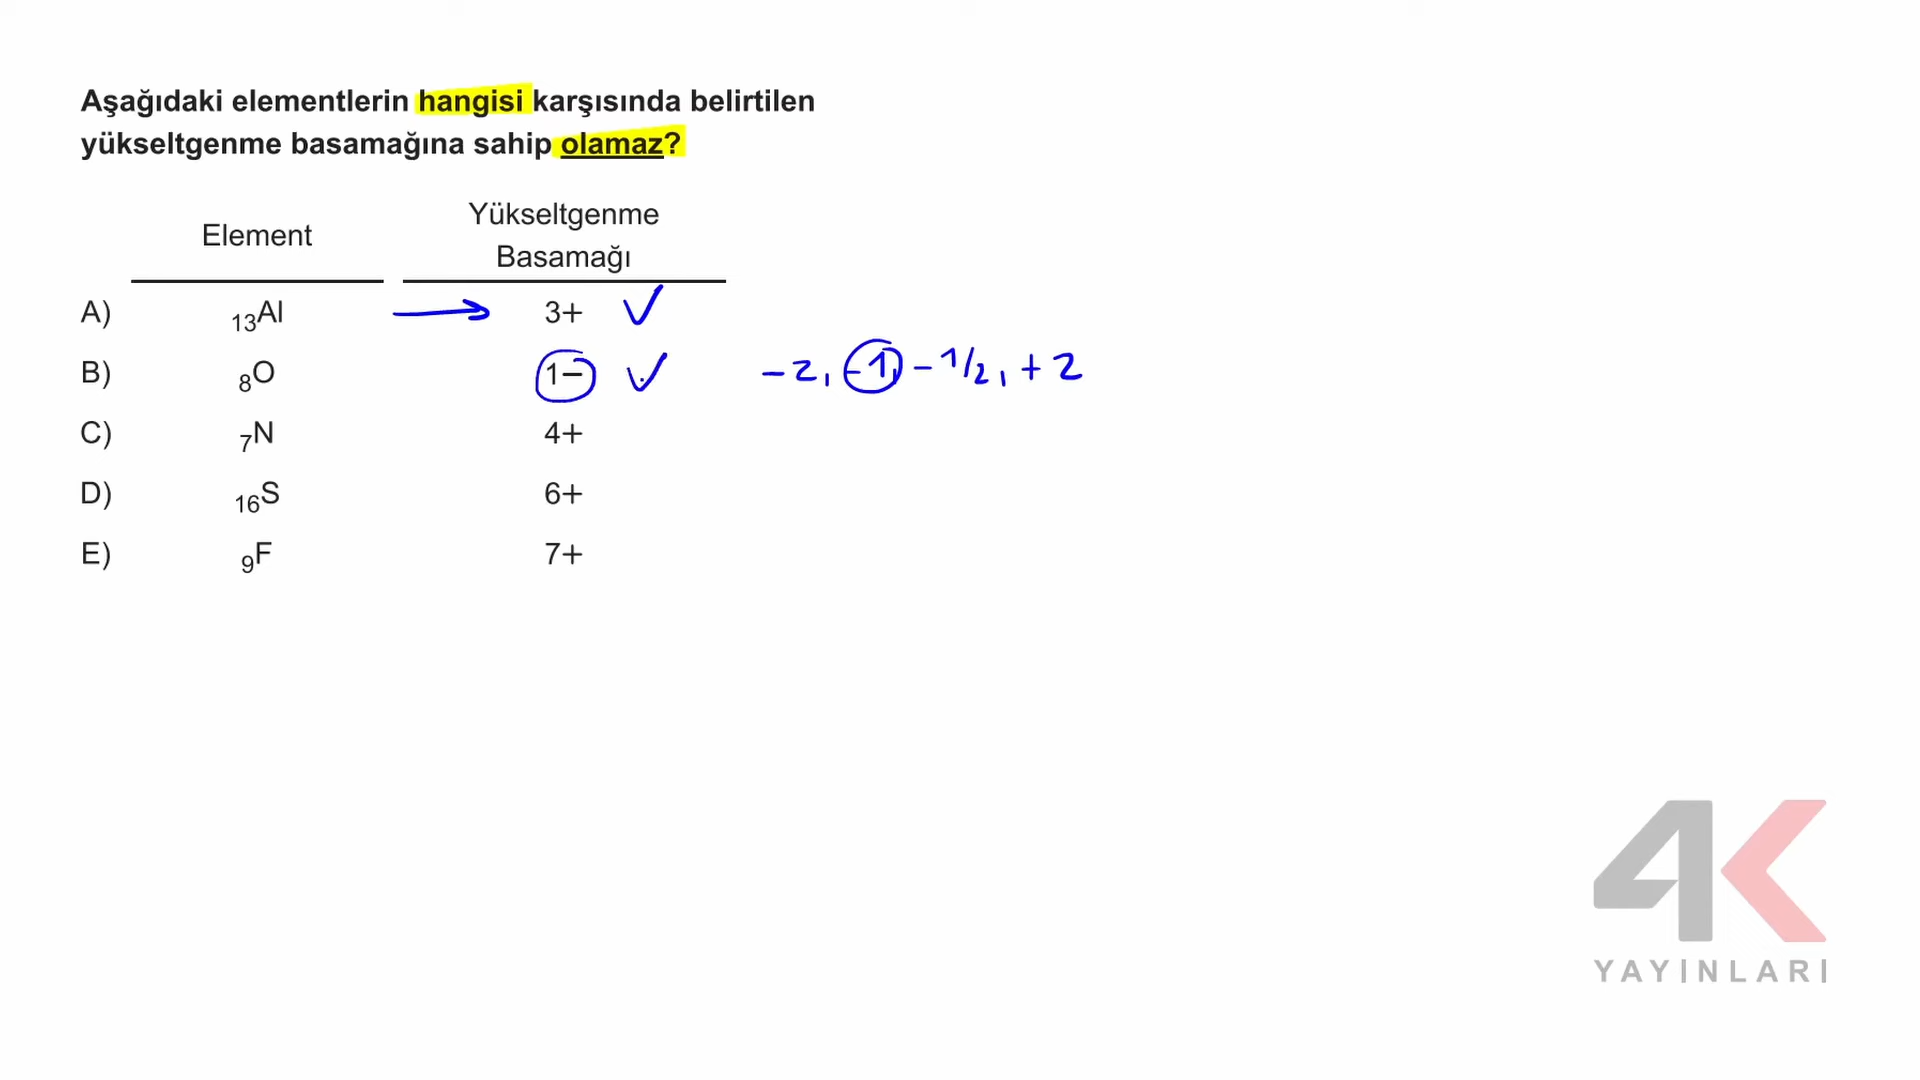 Aşağıdaki elementlerin hangisi karşısında belirtilen
yükseltgenme basamağına sahip olamaz?
Element Yükseltgenme
Basamağı
A) ₁₃Al → 3+ ✓
B) ₈O 1− ✓ −2, −1, −1/2, +2
C) ₇N 4+
D) ₁₆S 6+
E) ₉F 7+
4K
YAYINLARI